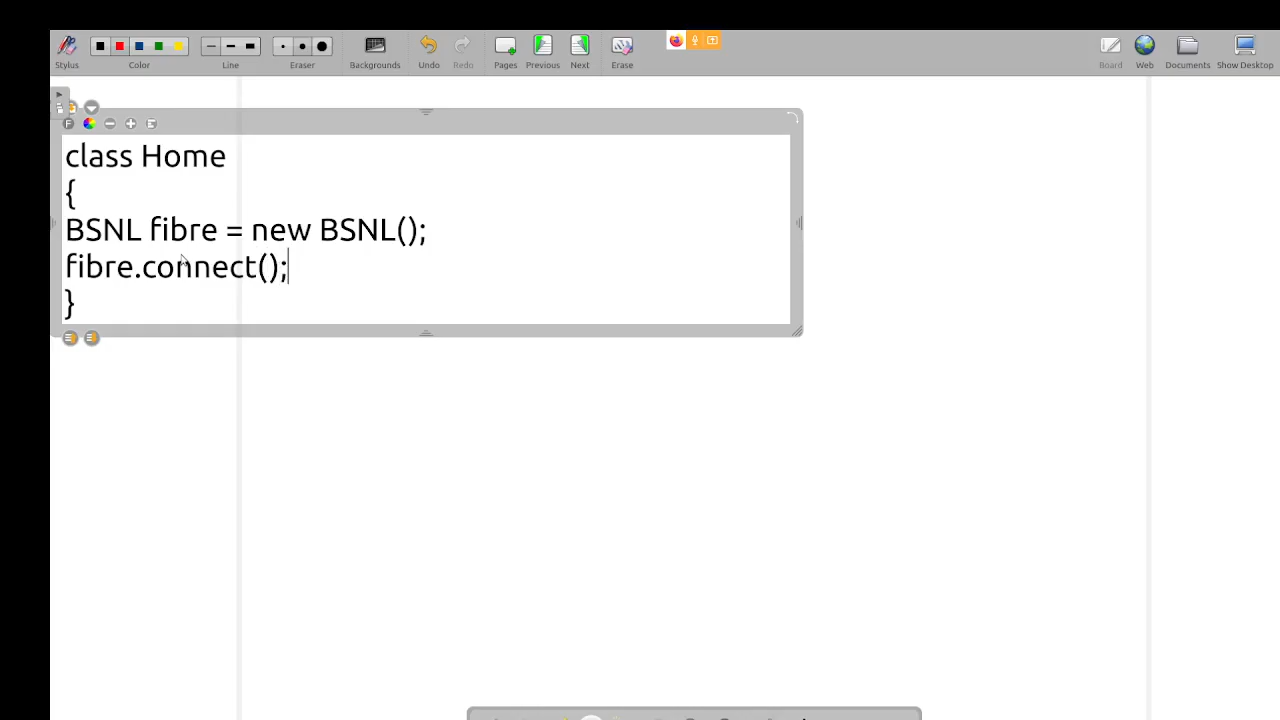 Stylus
Color
Line
Eraser
Backgrounds
Undo
Redo
Pages
Previous
Next
Erase
Board
Web
Documents
Show Desktop
F
class Home
{
BSNL fibre = new BSNL();
fibre.connect();
}